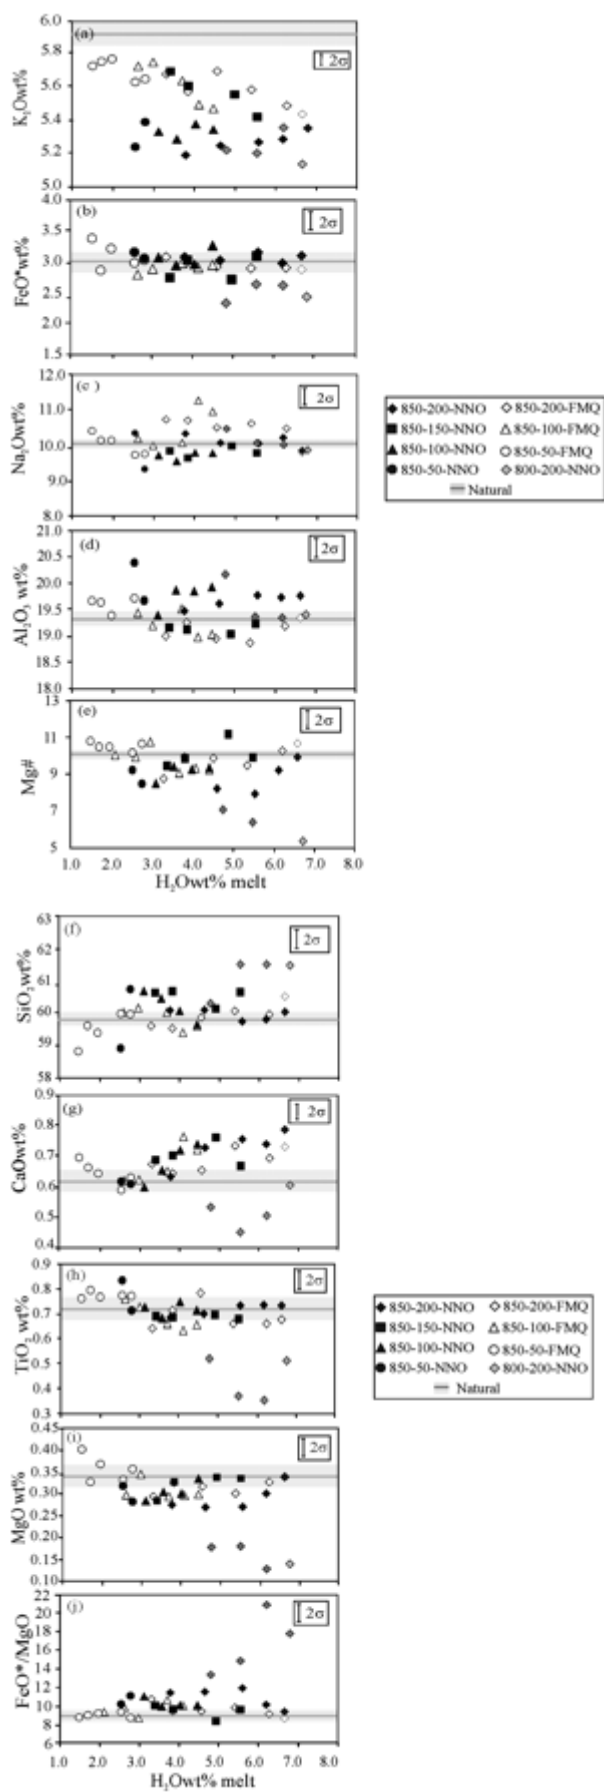 (a)
2σ
K₂Owt%
6.0
5.8
5.6
5.4
5.2
5.0
(b)
2σ
FeO*wt%
4.0
3.5
3.0
2.5
2.0
1.5
(c )
2σ
Na₂Owt%
12.0
11.0
10.0
9.0
8.0
850-200-NNO 850-200-FMQ
850-150-NNO 850-100-FMQ
850-100-NNO 850-50-FMQ
850-50-NNO 800-200-NNO
Natural
(d)
2σ
Al₂O₃ wt%
21.0
20.5
20.0
19.5
19.0
18.5
18.0
(e)
2σ
Mg#
13
11
9
7
5
1.0 2.0 3.0 4.0 5.0 6.0 7.0 8.0
H₂Owt% melt
(f)
2σ
SiO₂wt%
63
62
61
60
59
58
(g)
2σ
CaOwt%
0.9
0.8
0.7
0.6
0.5
0.4
(h)
2σ
TiO₂ wt%
0.9
0.8
0.7
0.6
0.5
0.4
0.3
850-200-NNO 850-200-FMQ
850-150-NNO 850-100-FMQ
850-100-NNO 850-50-FMQ
850-50-NNO 800-200-NNO
Natural
(i)
2σ
MgO wt%
0.45
0.40
0.35
0.30
0.25
0.20
0.15
0.10
(j)
2σ
FeO*/MgO
22
20
18
16
14
12
10
8
6
1.0 2.0 3.0 4.0 5.0 6.0 7.0 8.0
H₂Owt% melt